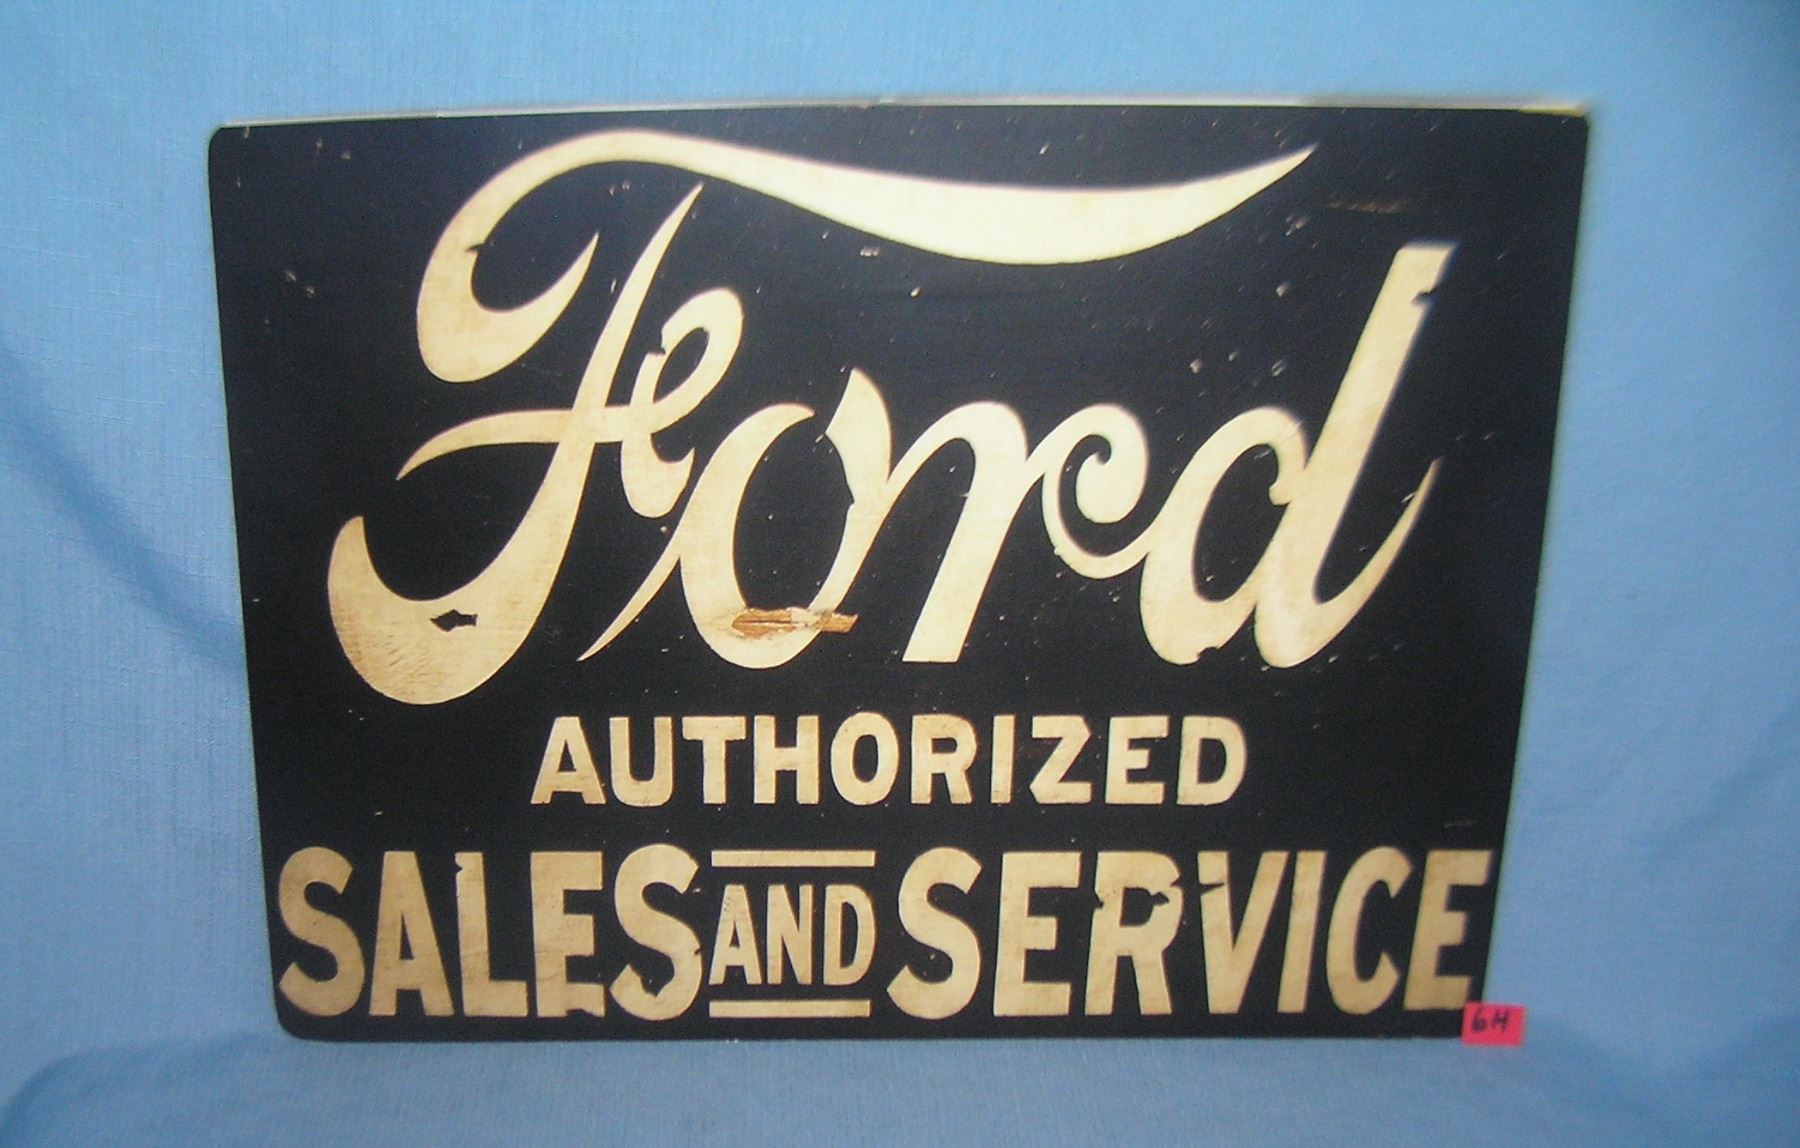 Ford
AUTHORIZED
SALES AND SERVICE
6H